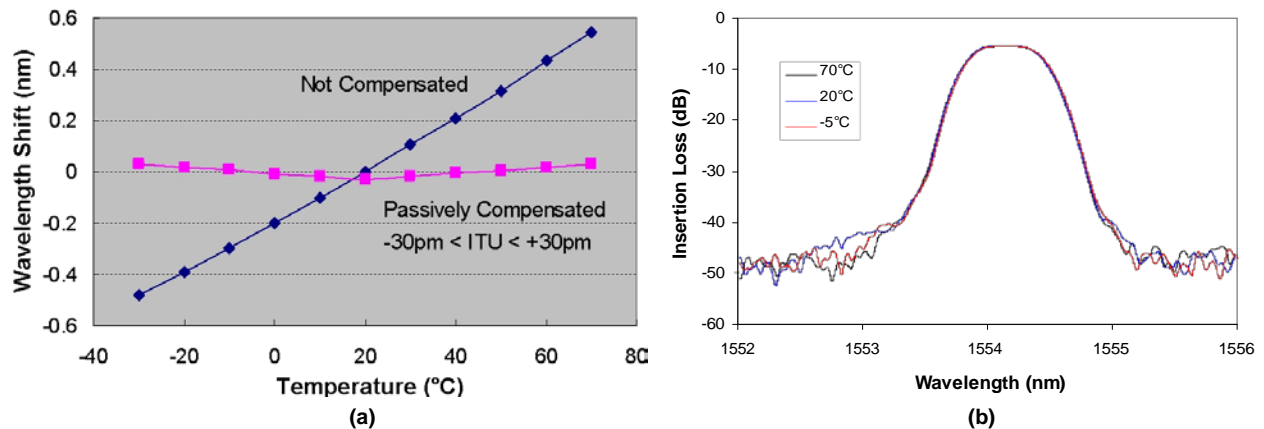 0.6
0.4
0.2
0
-0.2
-0.4
-0.6
Wavelength Shift (nm)
Not Compensated
Passively Compensated
-30pm < ITU < +30pm
-40 -20 0 20 40 60 80
Temperature (°C)
(a)
0
-10
-20
-30
-40
-50
-60
Insertion Loss (dB)
70°C
20°C
-5°C
1552 1553 1554 1555 1556
Wavelength (nm)
(b)